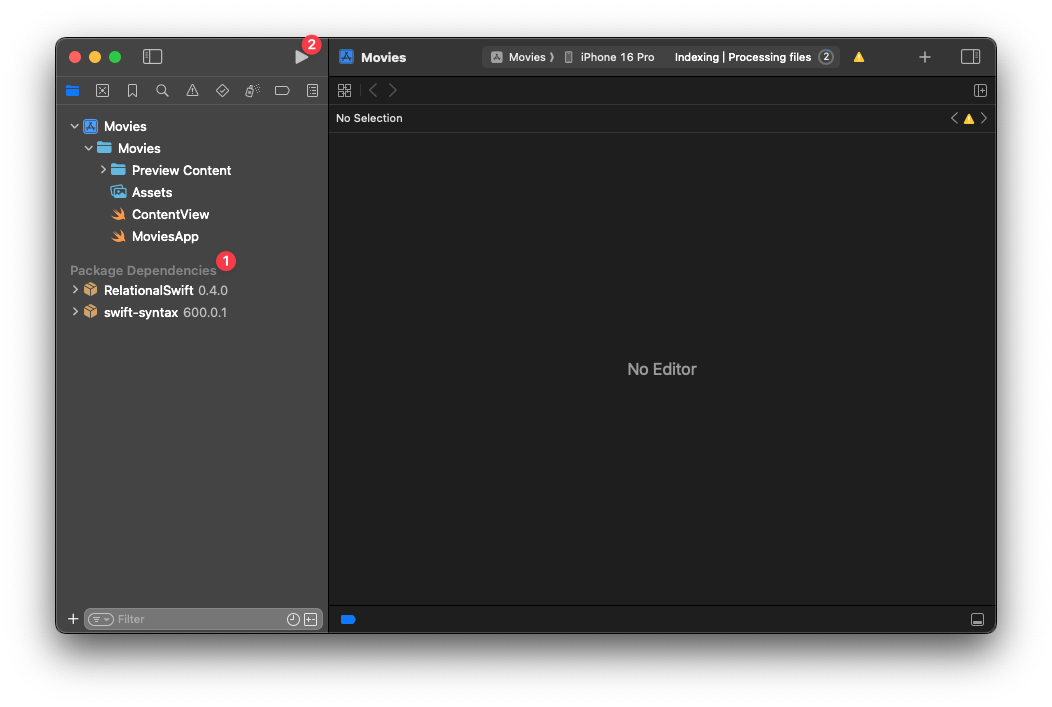 2
Movies
Movies ⟩ iPhone 16 Pro Indexing | Processing files 2
No Selection
Movies
Movies
Preview Content
Assets
ContentView
MoviesApp
Package Dependencies 1
RelationalSwift 0.4.0
swift-syntax 600.0.1
No Editor
Filter